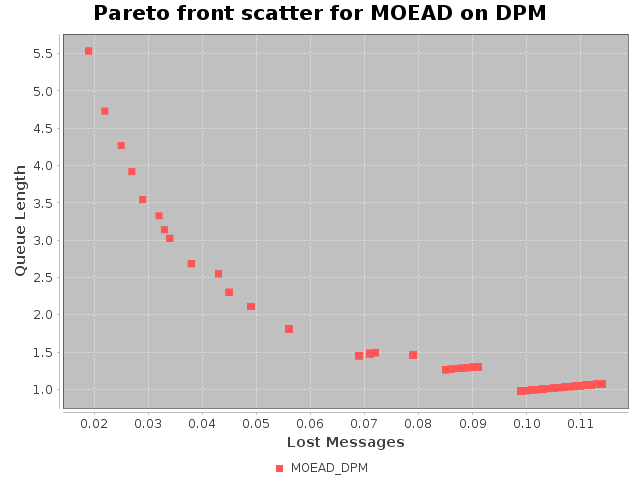 Pareto front scatter for MOEAD on DPM
Queue Length
5.5
5.0
4.5
4.0
3.5
3.0
2.5
2.0
1.5
1.0
0.02 0.03 0.04 0.05 0.06 0.07 0.08 0.09 0.10 0.11
Lost Messages
MOEAD_DPM